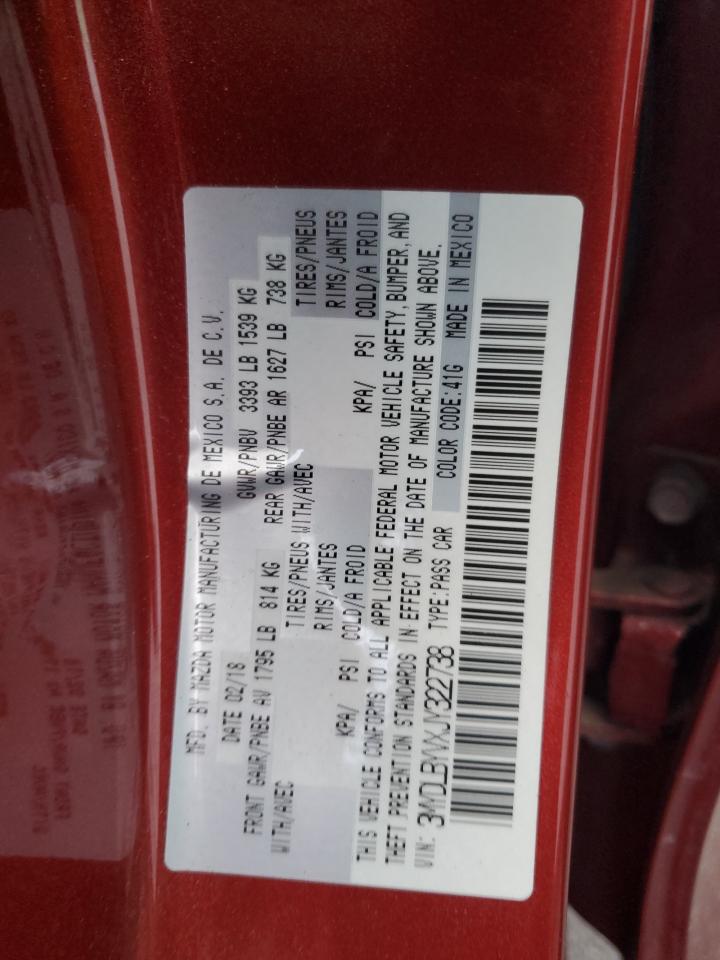 MFD. BY MAZDA MOTOR MANUFACTURING DE MEXICO S.A. DE C.V.
DATE 02/18 GVWR/PNBV 3393 LB 1539 KG
FRONT GAWR/PNBE AV 1795 LB 814 KG REAR GAWR/PNBE AR 1627 LB 738 KG
WITH/AVEC TIRES/PNEUS WITH/AVEC TIRES/PNEUS
RIMS/JANTES RIMS/JANTES
KPA/ PSI COLD/A FROID KPA/ PSI COLD/A FROID
THIS VEHICLE CONFORMS TO ALL APPLICABLE FEDERAL MOTOR VEHICLE SAFETY, BUMPER, AND
THEFT PREVENTION STANDARDS IN EFFECT ON THE DATE OF MANUFACTURE SHOWN ABOVE.
VIN: 3MYDLBYVXJY322738 TYPE:PASS CAR COLOR CODE:41G MADE IN MEXICO